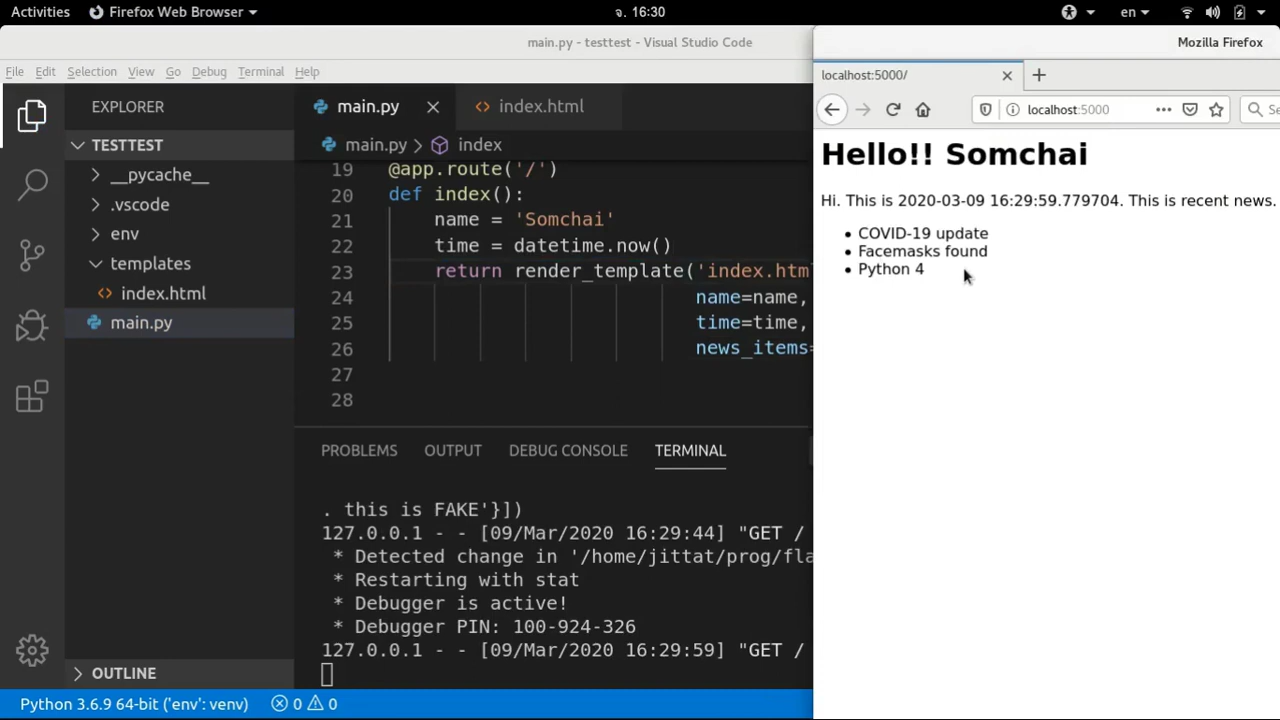 Activities Firefox Web Browser จ. 16:30 en
main.py - testtest - Visual Studio Code
File Edit Selection View Go Debug Terminal Help
EXPLORER
TESTTEST
__pycache__
.vscode
env
templates
index.html
main.py
OUTLINE
main.py index.html
main.py index
19 @app.route('/')
20 def index():
21 name = 'Somchai'
22 time = datetime.now()
23 return render_template('index.htm
24 name=name,
25 time=time,
26 news_items=
27
28
PROBLEMS OUTPUT DEBUG CONSOLE TERMINAL
. this is FAKE'}])
127.0.0.1 - - [09/Mar/2020 16:29:44] "GET /
* Detected change in '/home/jittat/prog/fla
* Restarting with stat
* Debugger is active!
* Debugger PIN: 100-924-326
127.0.0.1 - - [09/Mar/2020 16:29:59] "GET /
Python 3.6.9 64-bit ('env': venv) 0 0
Mozilla Firefox
localhost:5000/
localhost:5000 Se
Hello!! Somchai
Hi. This is 2020-03-09 16:29:59.779704. This is recent news.
• COVID-19 update
• Facemasks found
• Python 4